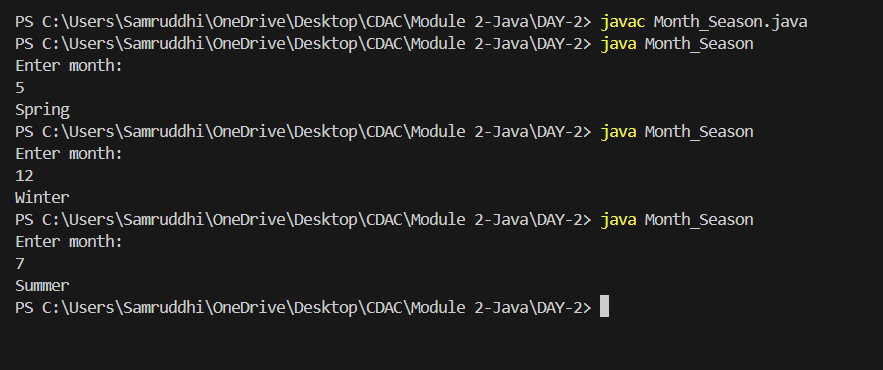 PS C:\Users\Samruddhi\OneDrive\Desktop\CDAC\Module 2-Java\DAY-2> javac Month_Season.java
PS C:\Users\Samruddhi\OneDrive\Desktop\CDAC\Module 2-Java\DAY-2> java Month_Season
Enter month:
5
Spring
PS C:\Users\Samruddhi\OneDrive\Desktop\CDAC\Module 2-Java\DAY-2> java Month_Season
Enter month:
12
Winter
PS C:\Users\Samruddhi\OneDrive\Desktop\CDAC\Module 2-Java\DAY-2> java Month_Season
Enter month:
7
Summer
PS C:\Users\Samruddhi\OneDrive\Desktop\CDAC\Module 2-Java\DAY-2>